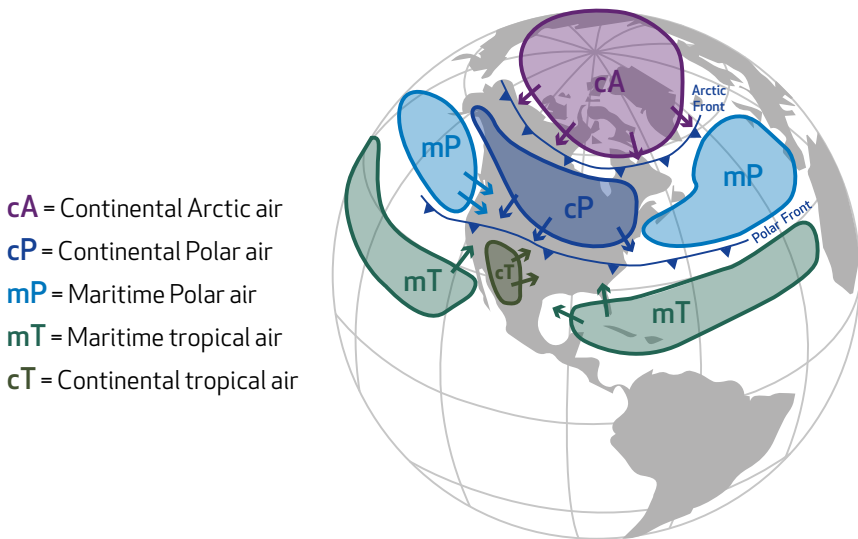 cA = Continental Arctic air
cP = Continental Polar air
mP = Maritime Polar air
mT = Maritime tropical air
cT = Continental tropical air
cA
Arctic
Front
mP
mP
cP
Polar Front
mT
cT
mT